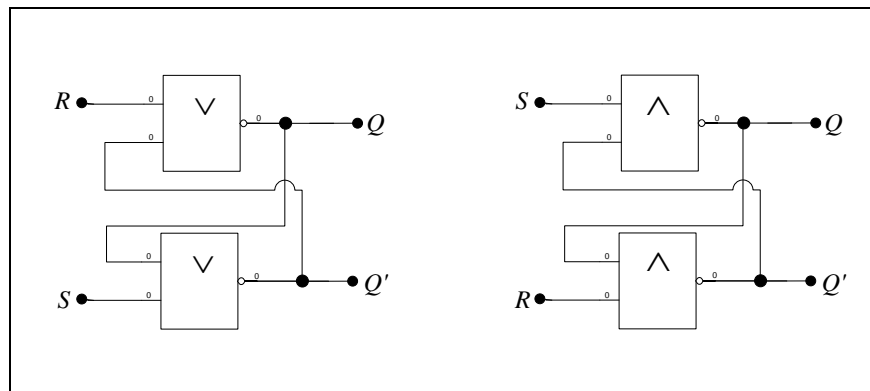 R 0 ∨ 0 Q
0
0 ∨ 0 Q'
S 0
S 0 ∧ 0 Q
0
0 ∧ 0 Q'
R 0